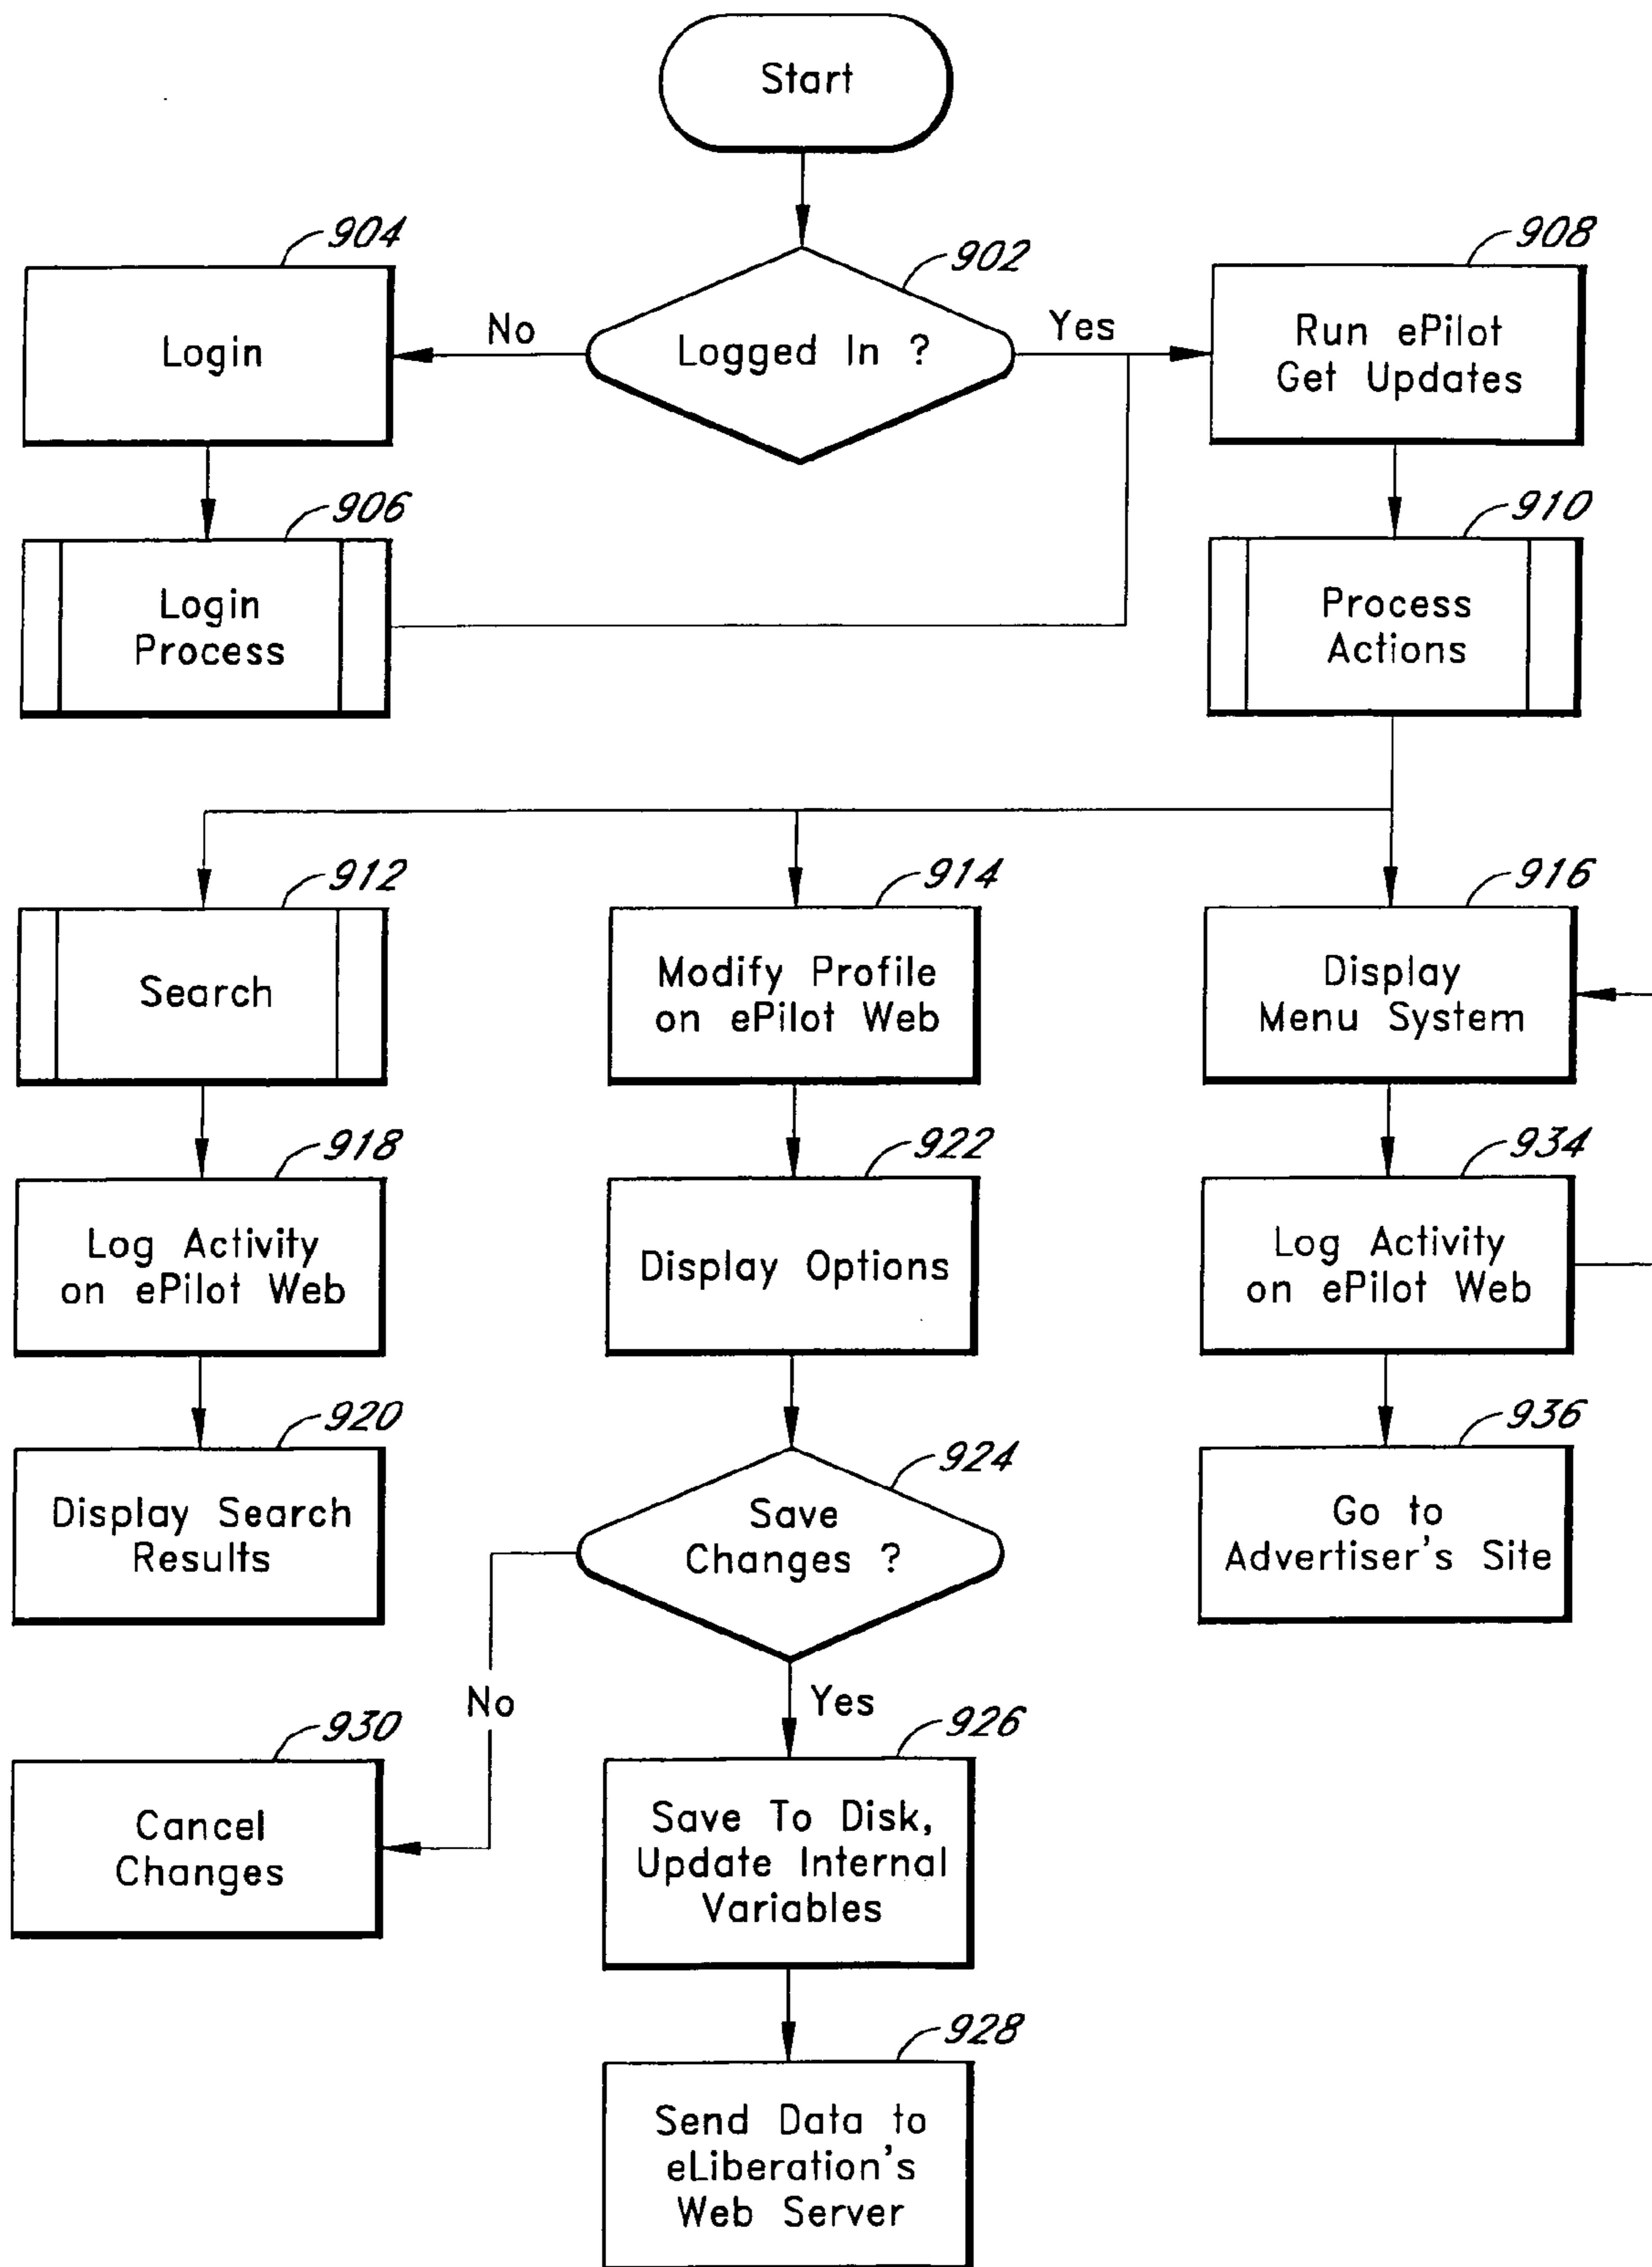 Start
904
902
908
Login
No
Logged In ?
Yes
Run ePilot
Get Updates
906
910
Login
Process
Process
Actions
912
914
916
Search
Modify Profile
on ePilot Web
Display
Menu System
918
922
934
Log Activity
on ePilot Web
Display Options
Log Activity
on ePilot Web
920
924
936
Display Search
Results
Save
Changes ?
Go to
Advertiser's Site
No
Yes
930
926
Cancel
Changes
Save To Disk,
Update Internal
Variables
928
Send Data to
eLiberation's
Web Server